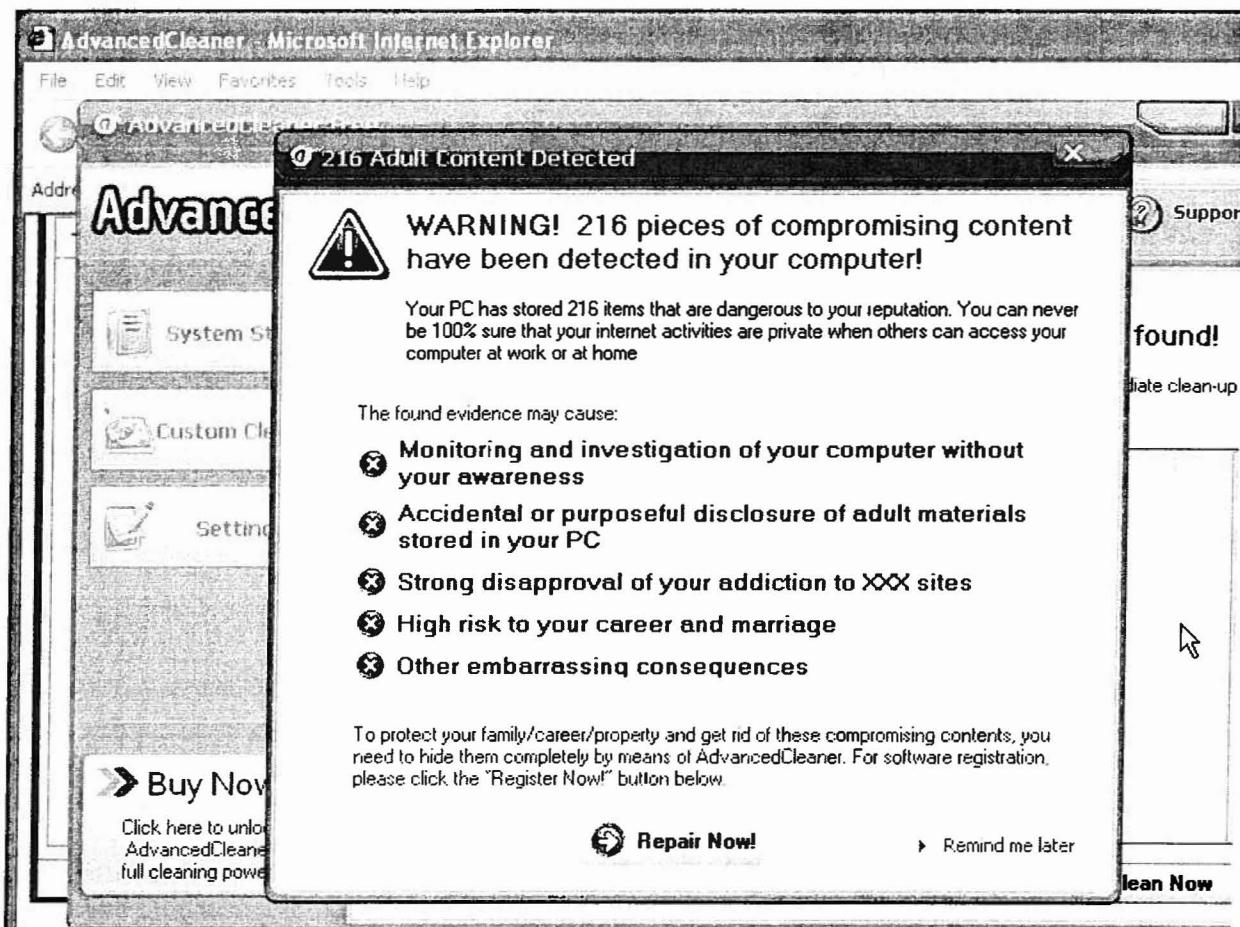 AdvancedCleaner - Microsoft Internet Explorer
File Edit View Favorites Tools Help
AdvancedCleaner Free
216 Adult Content Detected
Addre
Advance
Suppor
WARNING! 216 pieces of compromising content
have been detected in your computer!
Your PC has stored 216 items that are dangerous to your reputation. You can never
be 100% sure that your internet activities are private when others can access your
computer at work or at home
System St
found!
diate clean-up
The found evidence may cause:
Custom Cle
Monitoring and investigation of your computer without
your awareness
Setting
Accidental or purposeful disclosure of adult materials
stored in your PC
Strong disapproval of your addiction to XXX sites
High risk to your career and marriage
Other embarrassing consequences
To protect your family/career/property and get rid of these compromising contents, you
need to hide them completely by means of AdvancedCleaner. For software registration,
please click the "Register Now!" button below.
Buy Now
Click here to unlo
AdvancedCleane
full cleaning powe
Repair Now!
Remind me later
lean Now